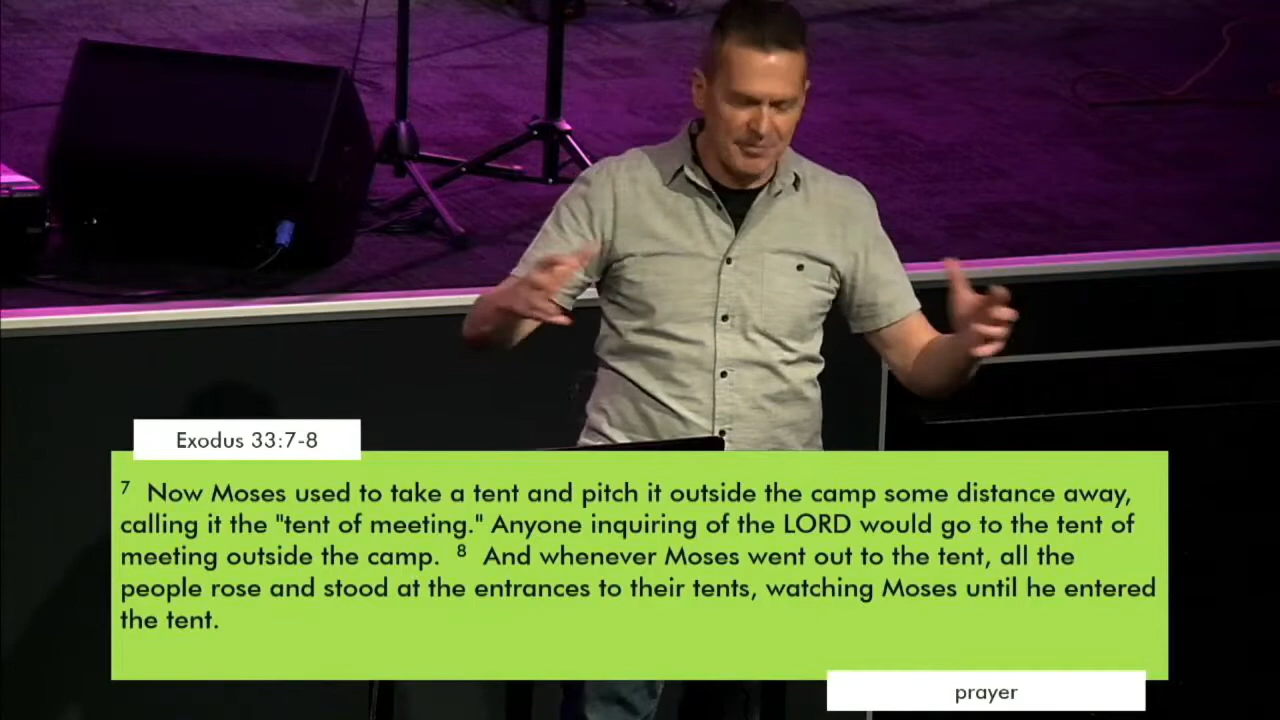 Exodus 33:7-8
7 Now Moses used to take a tent and pitch it outside the camp some distance away,
calling it the "tent of meeting." Anyone inquiring of the LORD would go to the tent of
meeting outside the camp. 8 And whenever Moses went out to the tent, all the
people rose and stood at the entrances to their tents, watching Moses until he entered
the tent.
prayer